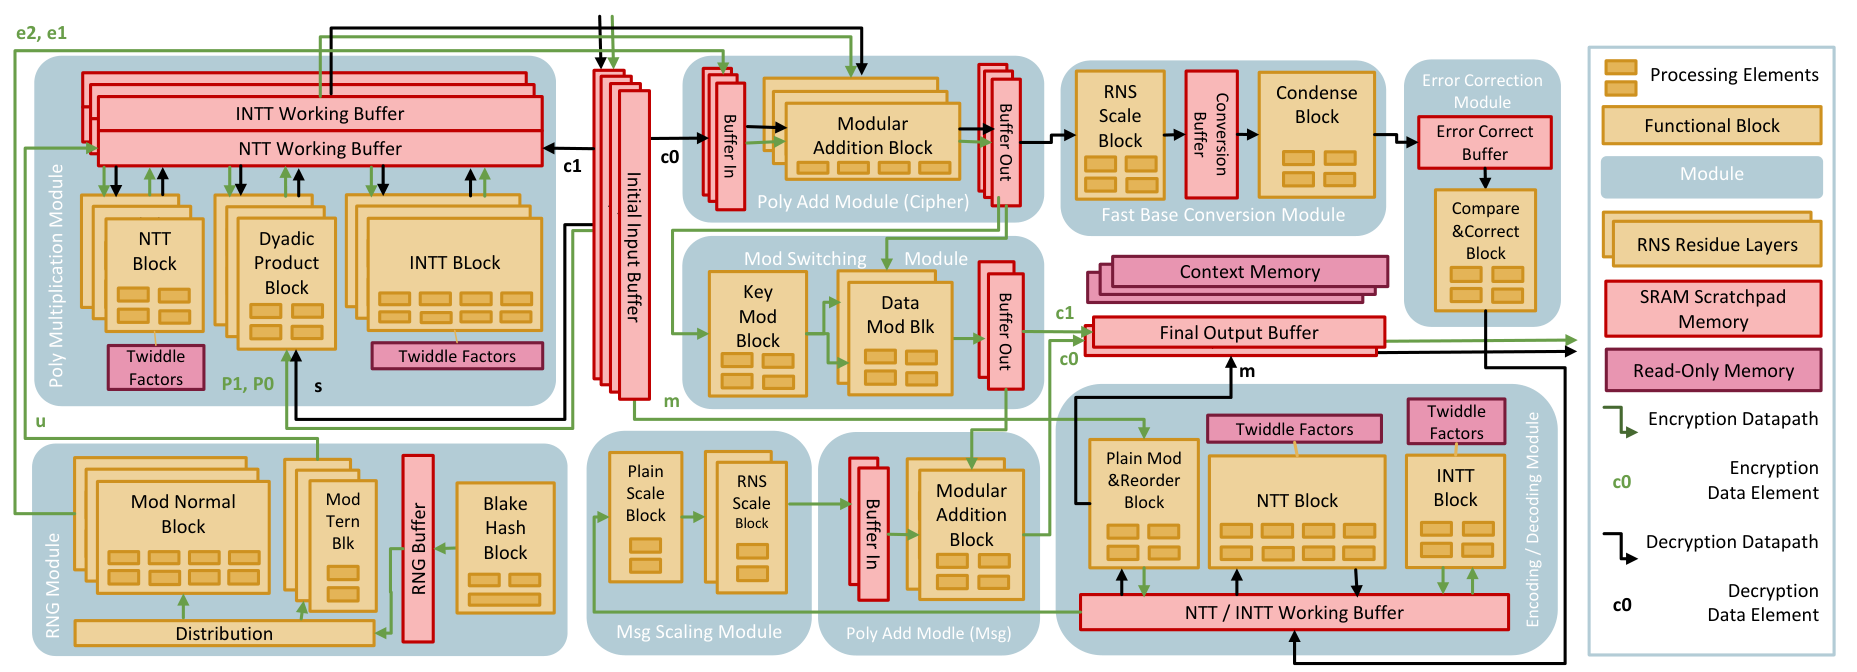 e2, e1
INTT Working Buffer
NTT Working Buffer
NTT
Block
Dyadic
Product
Block
INTT BLock
Twiddle
Factors
Twiddle Factors
P1, P0
s
u
Poly Multiplication Module
c1
c0
Initial Input Buffer
m
Buffer In
Modular
Addition Block
Buffer Out
Poly Add Module (Cipher)
RNS
Scale
Block
Conversion
Buffer
Condense
Block
Fast Base Conversion Module
Error Correction
Module
Error Correct
Buffer
Compare
&Correct
Block
Mod Switching Module
Key
Mod
Block
Data
Mod Blk
Buffer Out
Context Memory
c1
Final Output Buffer
c0
m
Mod Normal
Block
Mod
Tern
Blk
RNG Buffer
Blake
Hash
Block
Distribution
RNG Module
Plain
Scale
Block
RNS
Scale
Block
Msg Scaling Module
Buffer In
Modular
Addition
Block
Poly Add Modle (Msg)
Plain Mod
&Reorder
Block
Twiddle Factors
NTT Block
Twiddle
Factors
INTT
Block
NTT / INTT Working Buffer
Encoding / Decoding Module
Processing Elements
Functional Block
Module
RNS Residue Layers
SRAM Scratchpad
Memory
Read-Only Memory
Encryption Datapath
c0 Encryption
Data Element
Decryption Datapath
c0 Decryption
Data Element